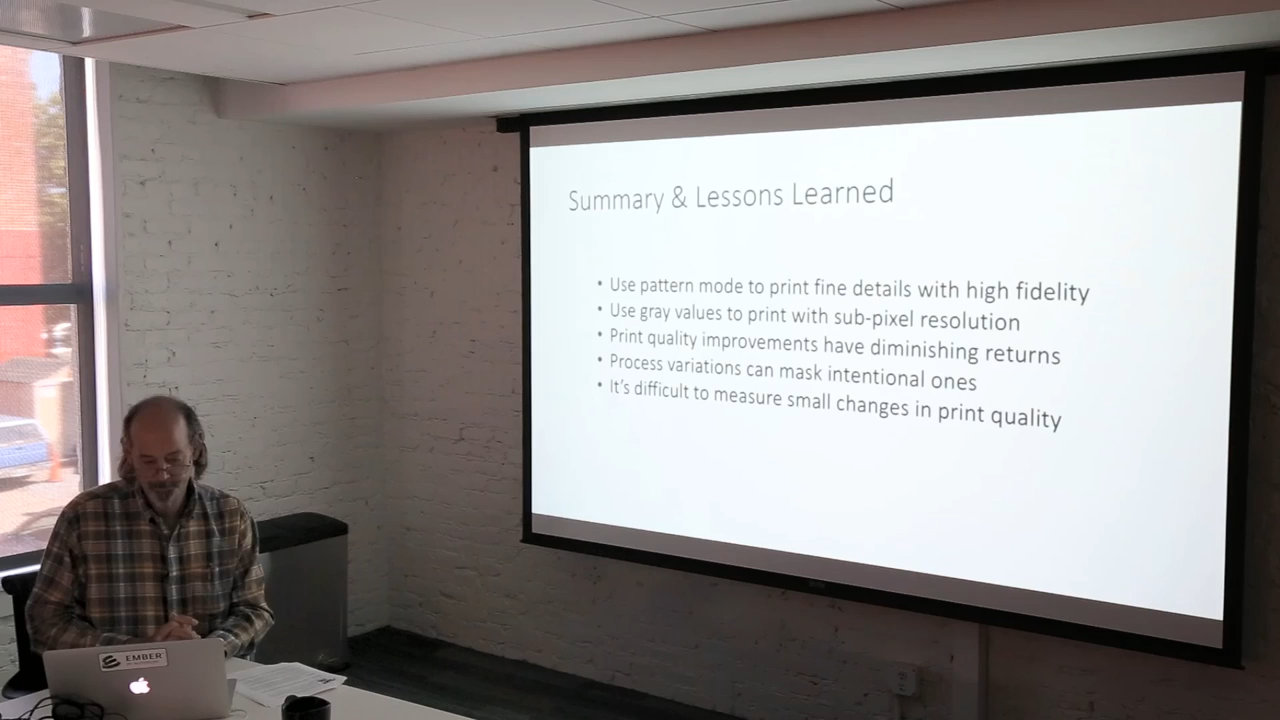 Summary & Lessons Learned
• Use pattern mode to print fine details with high fidelity
• Use gray values to print with sub-pixel resolution
• Print quality improvements have diminishing returns
• Process variations can mask intentional ones
• It's difficult to measure small changes in print quality
EMBER